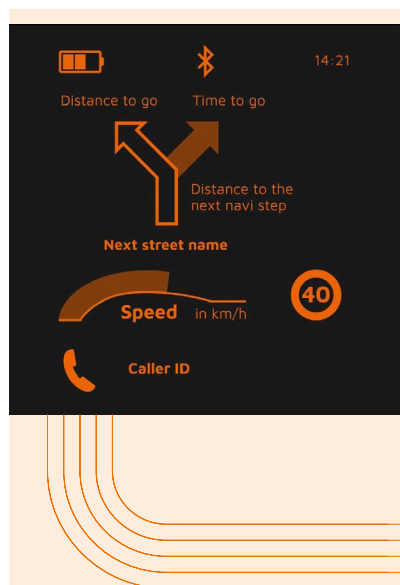 14:21
Distance to go
Time to go
Distance to the
next navi step
Next street name
Speed in km/h
40
Caller ID